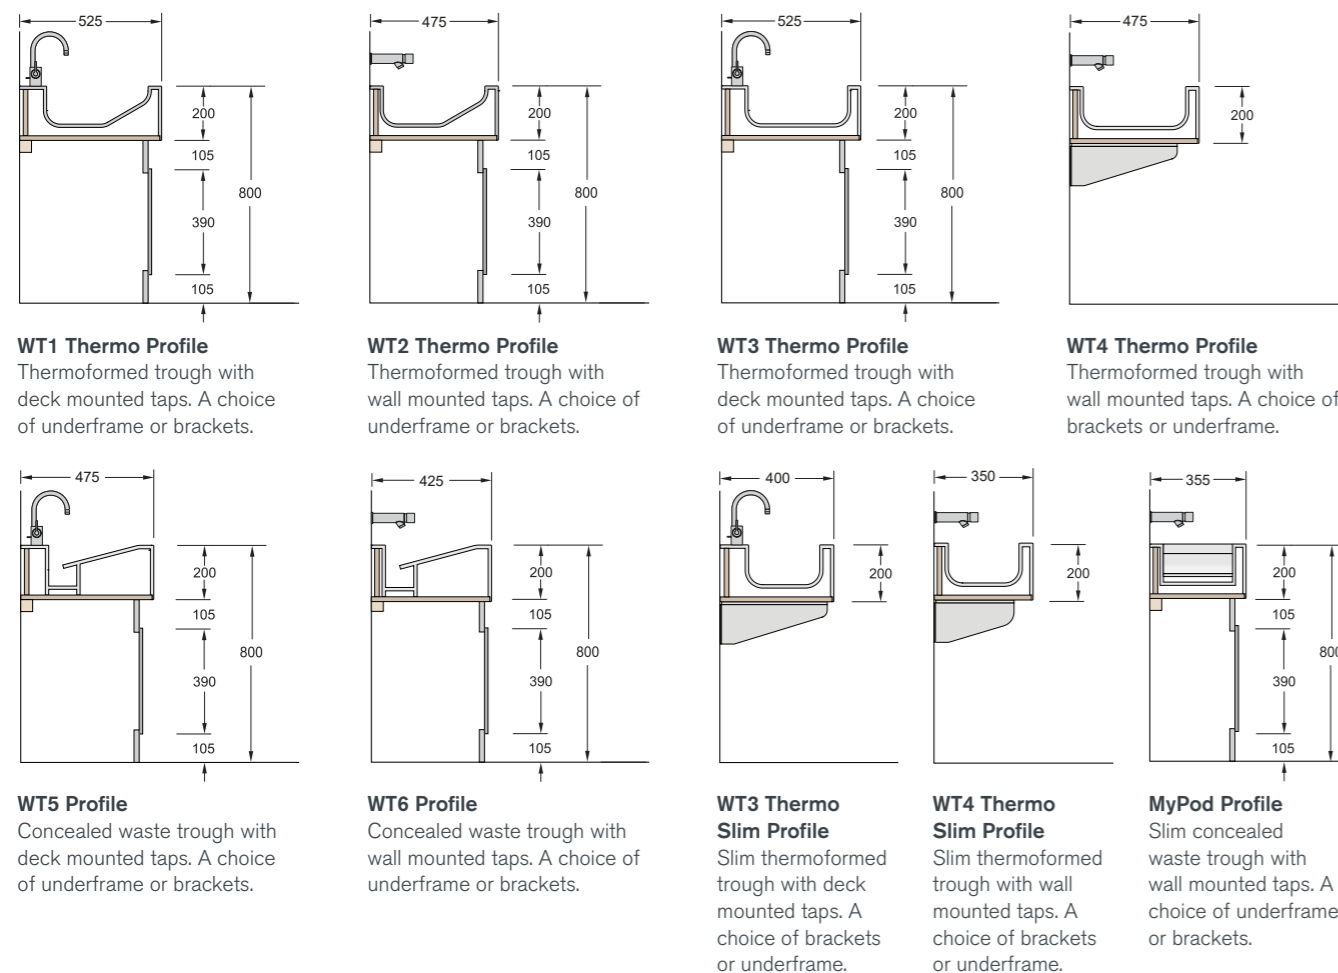 525
200
105
800
390
105
WT1 Thermo Profile
Thermoformed trough with
deck mounted taps. A choice
of underframe or brackets.
475
200
105
800
390
105
WT2 Thermo Profile
Thermoformed trough with
wall mounted taps. A choice of
underframe or brackets.
525
200
105
800
390
105
WT3 Thermo Profile
Thermoformed trough with
deck mounted taps. A choice
of underframe or brackets.
475
200
WT4 Thermo Profile
Thermoformed trough with
wall mounted taps. A choice of
brackets or underframe.
475
200
105
800
390
105
WT5 Profile
Concealed waste trough with
deck mounted taps. A choice
of underframe or brackets.
425
200
105
800
390
105
WT6 Profile
Concealed waste trough with
wall mounted taps. A choice of
underframe or brackets.
400
200
WT3 Thermo
Slim Profile
Slim thermoformed
trough with deck
mounted taps. A
choice of brackets
or underframe.
350
200
WT4 Thermo
Slim Profile
Slim thermoformed
trough with wall
mounted taps. A
choice of brackets
or underframe.
355
200
105
800
390
105
MyPod Profile
Slim concealed
waste trough with
wall mounted taps. A
choice of underframe
or brackets.